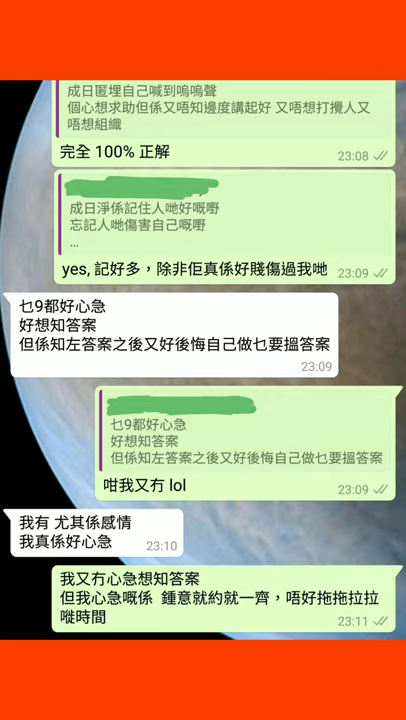 成日匿埋自己喊到嗚嗚聲
個心想求助但係又唔知邊度講起好 又唔想打攪人又
唔想組織
完全 100% 正解
23:08
成日淨係記住人哋好嘅嘢
忘記人哋傷害自己嘅嘢
...
yes, 記好多，除非佢真係好賤傷過我哋
23:09
乜9都好心急
好想知答案
但係知左答案之後又好後悔自己做乜要搵答案
23:09
乜9都好心急
好想知答案
但係知左答案之後又好後悔自己做乜要搵答案
咁我又冇 lol
23:09
我有 尤其係感情
我真係好心急
23:10
我又冇心急想知答案
但我心急嘅係 鍾意就約就一齊，唔好拖拖拉拉
嘥時間
23:11